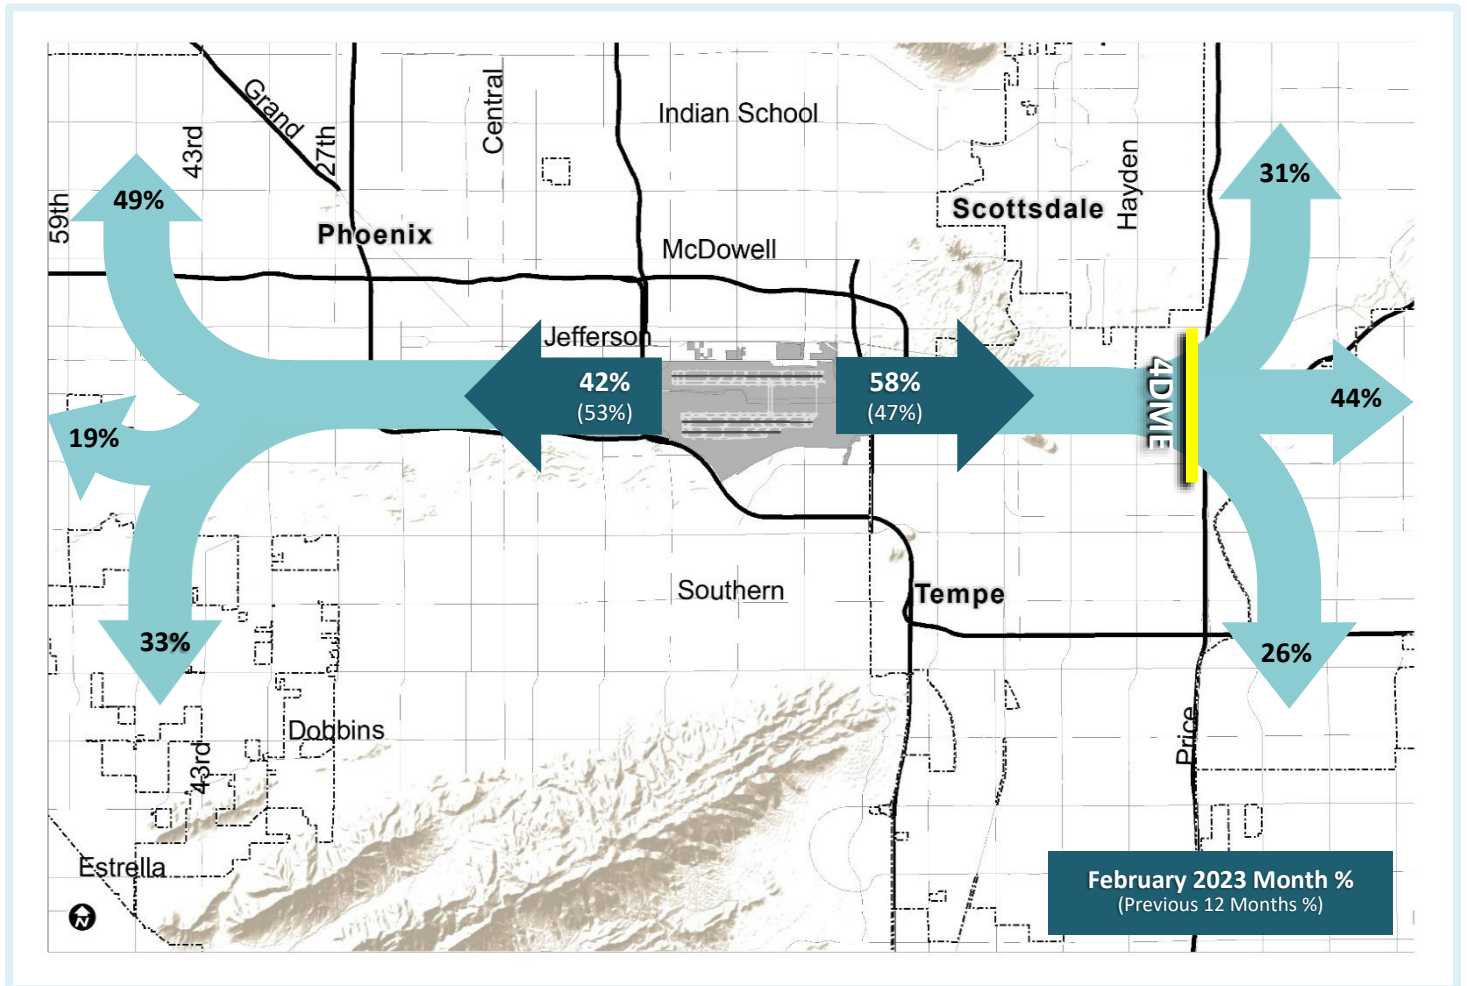 Grand
43rd
27th
Central
Indian School
59th
49%
31%
Hayden
Scottsdale
Phoenix
McDowell
Jefferson
42%
(53%)
58%
(47%)
4DME
44%
19%
Southern
Tempe
33%
26%
Dobbins
43rd
Price
Estrella
N
February 2023 Month %
(Previous 12 Months %)